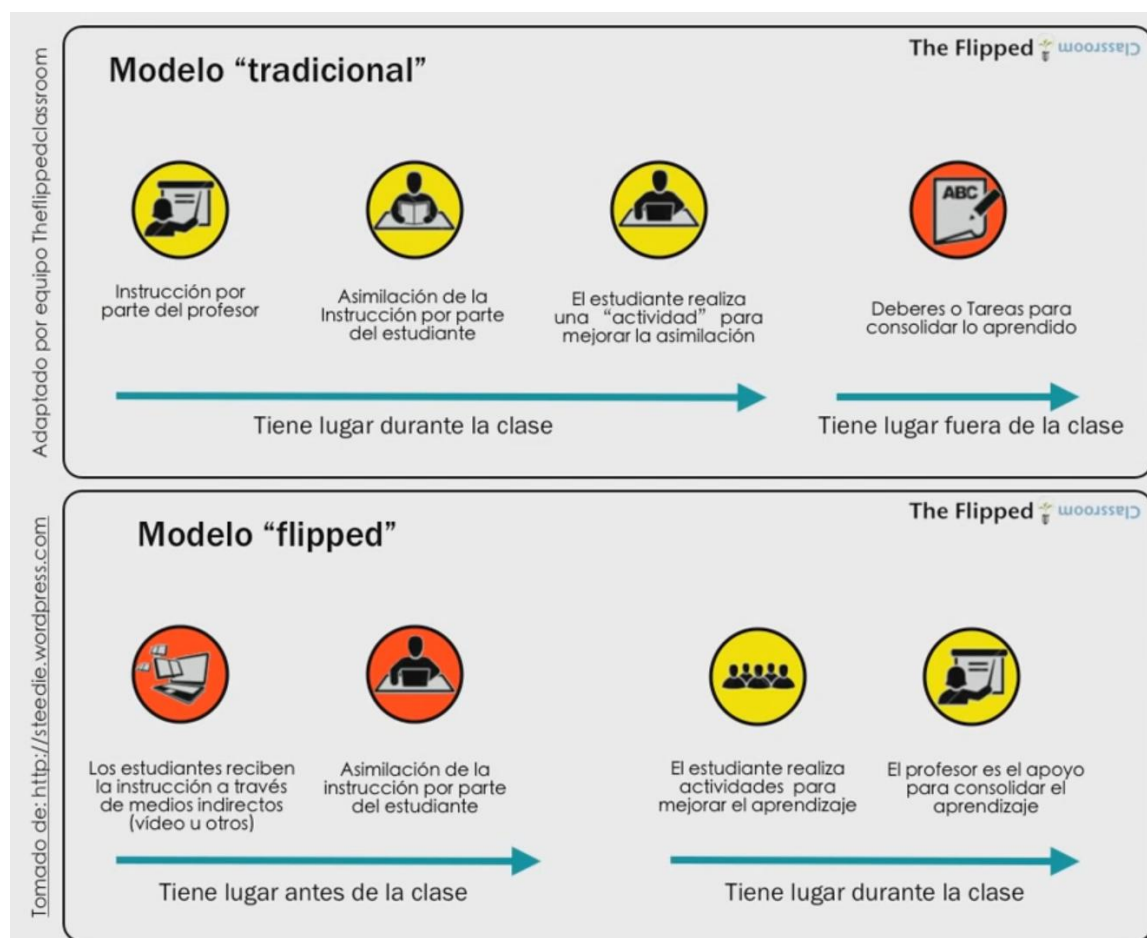 Adaptado por equipo Theflippedclassroom
Modelo “tradicional”
The Flipped Classroom
ABC
Instrucción por
parte del profesor
Asimilación de la
Instrucción por parte
del estudiante
El estudiante realiza
una “actividad” para
mejorar la asimilación
Deberes o Tareas para
consolidar lo aprendido
Tiene lugar durante la clase
Tiene lugar fuera de la clase
Tomado de: http://steedie.wordpress.com
Modelo “flipped”
The Flipped Classroom
Los estudiantes reciben
la instrucción a través
de medios indirectos
(vídeo u otros)
Asimilación de la
instrucción por parte
del estudiante
El estudiante realiza
actividades para
mejorar el aprendizaje
El profesor es el apoyo
para consolidar el
aprendizaje
Tiene lugar antes de la clase
Tiene lugar durante la clase